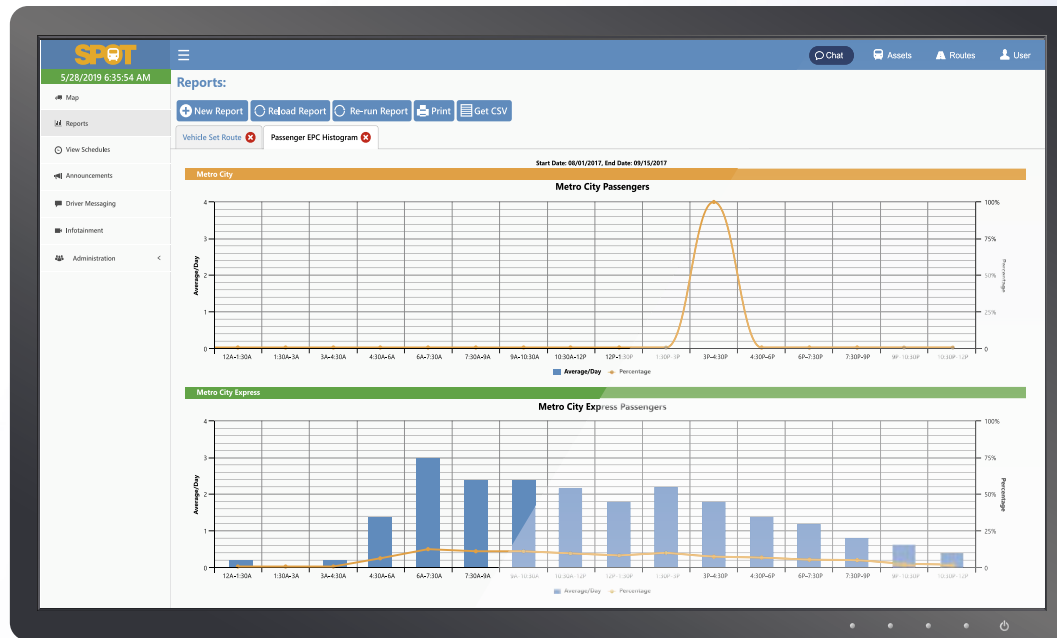 SPOT
Chat
Assets
Routes
User
5/28/2019 6:35:54 AM
Map
Reports
View Schedules
Announcements
Driver Messaging
Infotainment
Administration
Reports:
New Report
Reload Report
Re-run Report
Print
Get CSV
Vehicle Set Route
Passenger EPC Histogram
Start Date: 08/01/2017, End Date: 09/15/2017
Metro City
Metro City Passengers
4
3
2
1
0
Average/Day
100%
75%
50%
25%
0
Percentage
12A-1:30A 1:30A-3A 3A-4:30A 4:30A-6A 6A-7:30A 7:30A-9A 9A-10:30A 10:30A-12P 12P-1:30P 1:30P-3P 3P-4:30P 4:30P-6P 6P-7:30P 7:30P-9P 9P-10:30P 10:30P-12P
Average/Day Percentage
Metro City Express
Metro City Express Passengers
4
3
2
1
0
Average/Day
100%
75%
50%
25%
0
Percentage
12A-1:30A 1:30A-3A 3A-4:30A 4:30A-6A 6A-7:30A 7:30A-9A 9A-10:30A 10:30A-12P 12P-1:30P 1:30P-3P 3P-4:30P 4:30P-6P 6P-7:30P 7:30P-9P 9P-10:30P 10:30P-12P
Average/Day Percentage